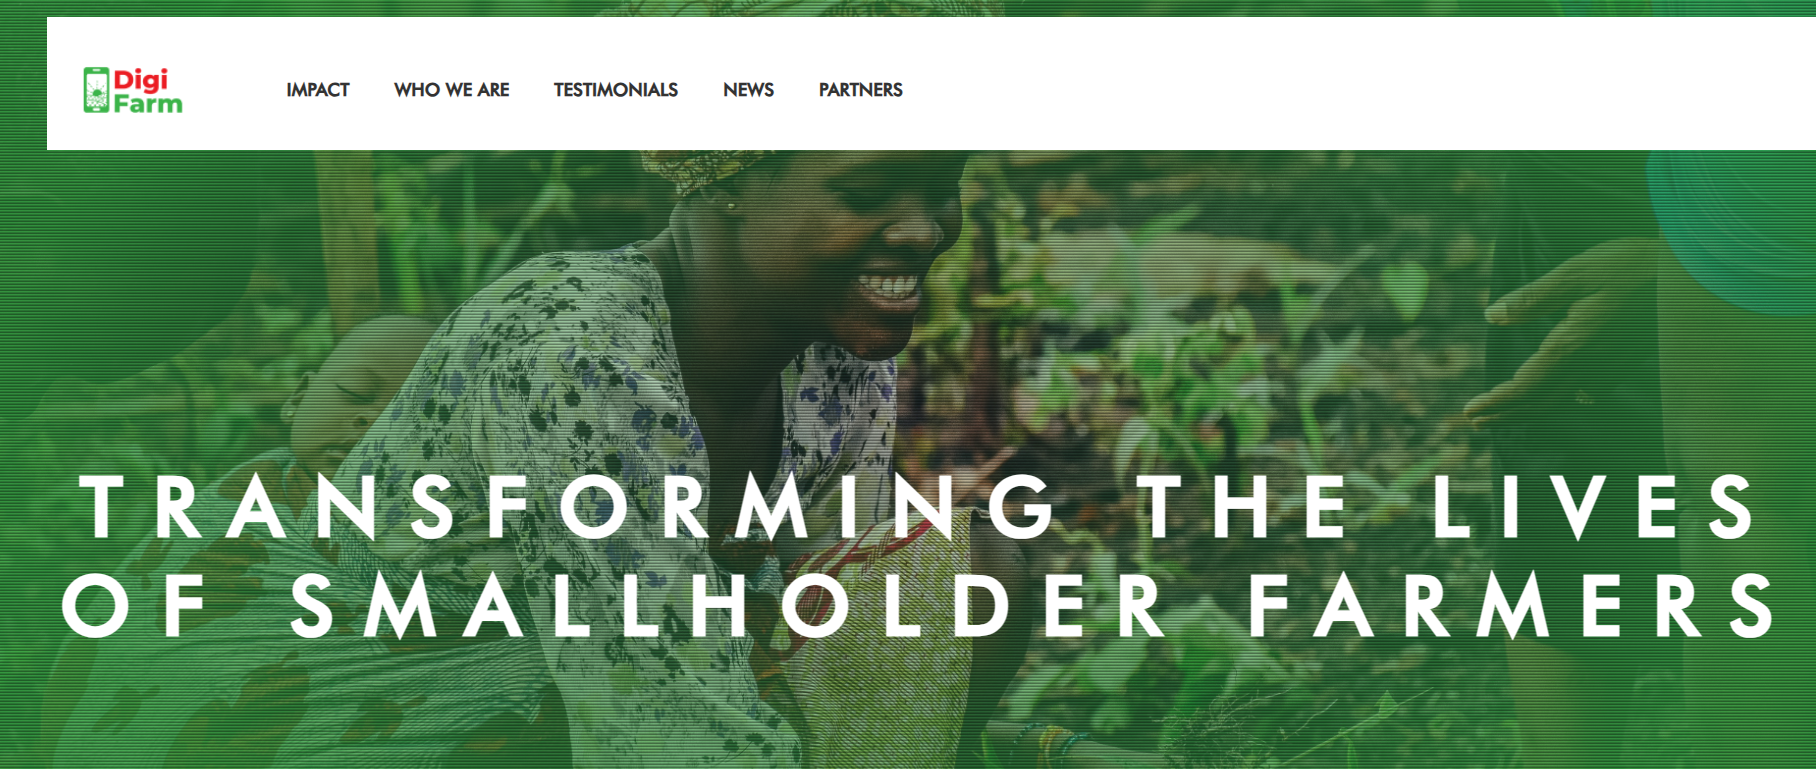 Digi
Farm
IMPACT WHO WE ARE TESTIMONIALS NEWS PARTNERS
TRANSFORMING THE LIVES
OF SMALLHOLDER FARMERS